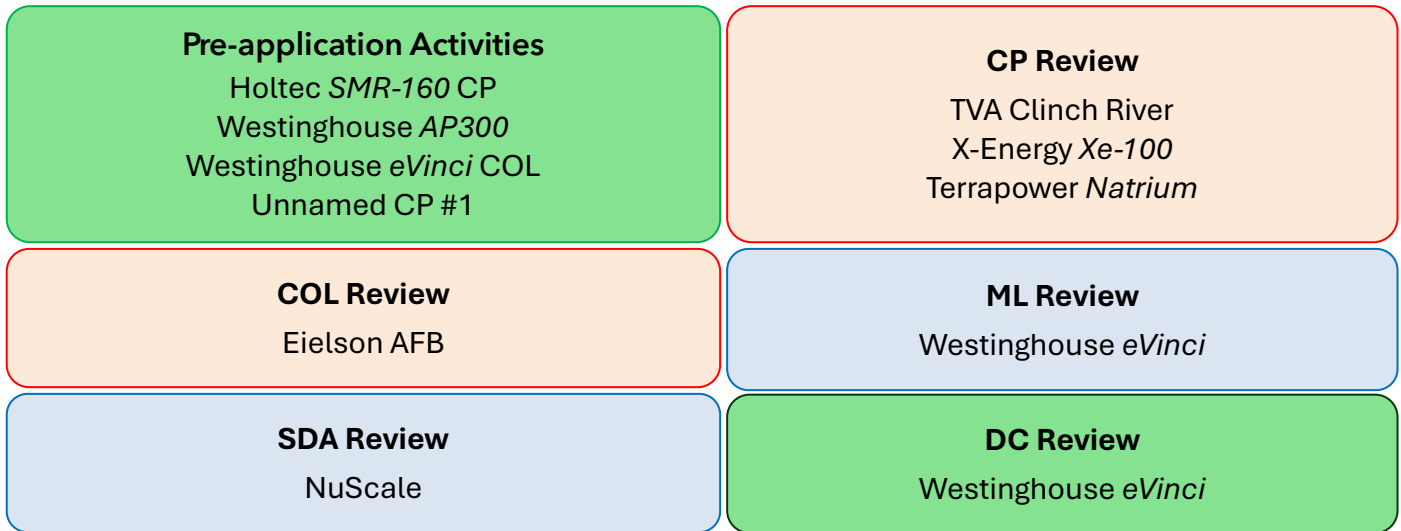 Pre-application Activities
Holtec SMR-160 CP
Westinghouse AP300
Westinghouse eVinci COL
Unnamed CP #1
CP Review
TVA Clinch River
X-Energy Xe-100
Terrapower Natrium
COL Review
Eielson AFB
ML Review
Westinghouse eVinci
SDA Review
NuScale
DC Review
Westinghouse eVinci